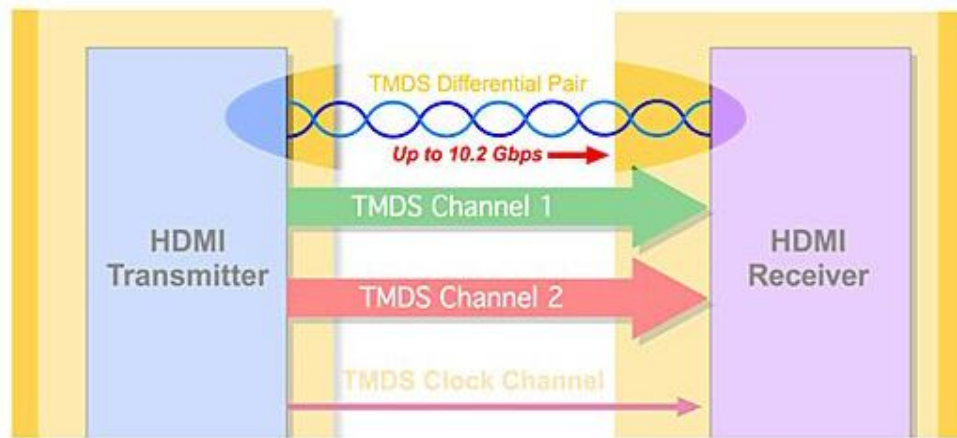 TMDS Differential Pair
Up to 10.2 Gbps
TMDS Channel 1
HDMI
Transmitter
HDMI
Receiver
TMDS Channel 2
TMDS Clock Channel